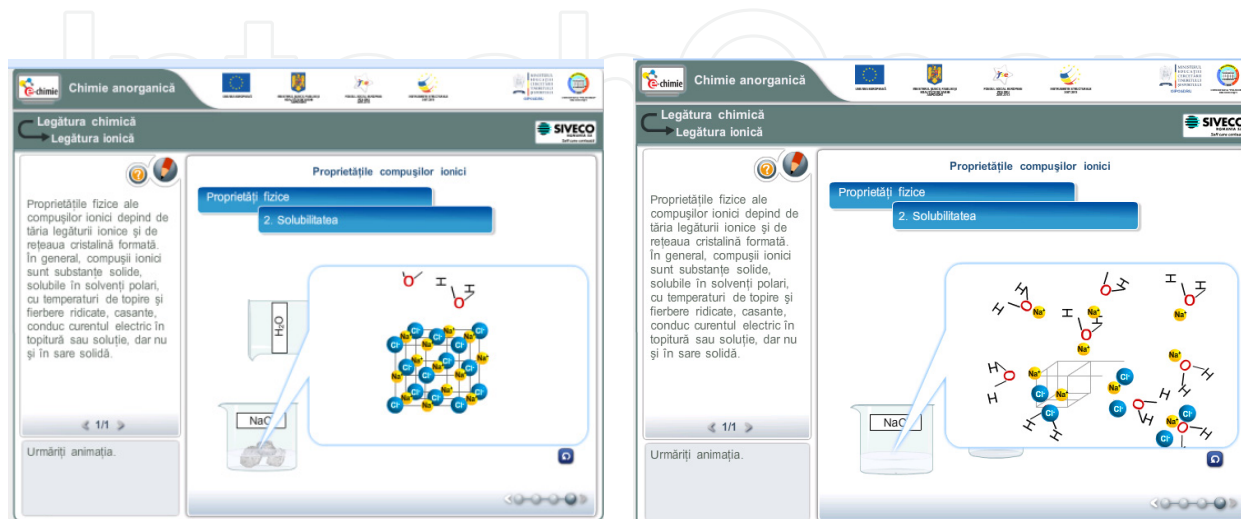 e-chimie
Chimie anorganică
Legătura chimică
Legătura ionică
SIVECO
Proprietățile compușilor ionici
Proprietăți fizice
2. Solubilitatea
Proprietățile fizice ale
compușilor ionici depind de
tăria legăturii ionice și de
rețeaua cristalină formată.
În general, compușii ionici
sunt substanțe solide,
solubile în solvenți polari,
cu temperaturi de topire și
fierbere ridicate, casante,
conduc curentul electric în
topitură sau soluție, dar nu
și în sare solidă.
1/1
Urmăriți animația.
H₂O
NaC
O
H
O
H
Cl⁻
Na⁺
e-chimie
Chimie anorganică
Legătura chimică
Legătura ionică
SIVECO
Proprietățile compușilor ionici
Proprietăți fizice
2. Solubilitatea
Proprietățile fizice ale
compușilor ionici depind de
tăria legăturii ionice și de
rețeaua cristalină formată.
În general, compușii ionici
sunt substanțe solide,
solubile în solvenți polari,
cu temperaturi de topire și
fierbere ridicate, casante,
conduc curentul electric în
topitură sau soluție, dar nu
și în sare solidă.
1/1
Urmăriți animația.
NaC
H
O
Na⁺
Cl⁻